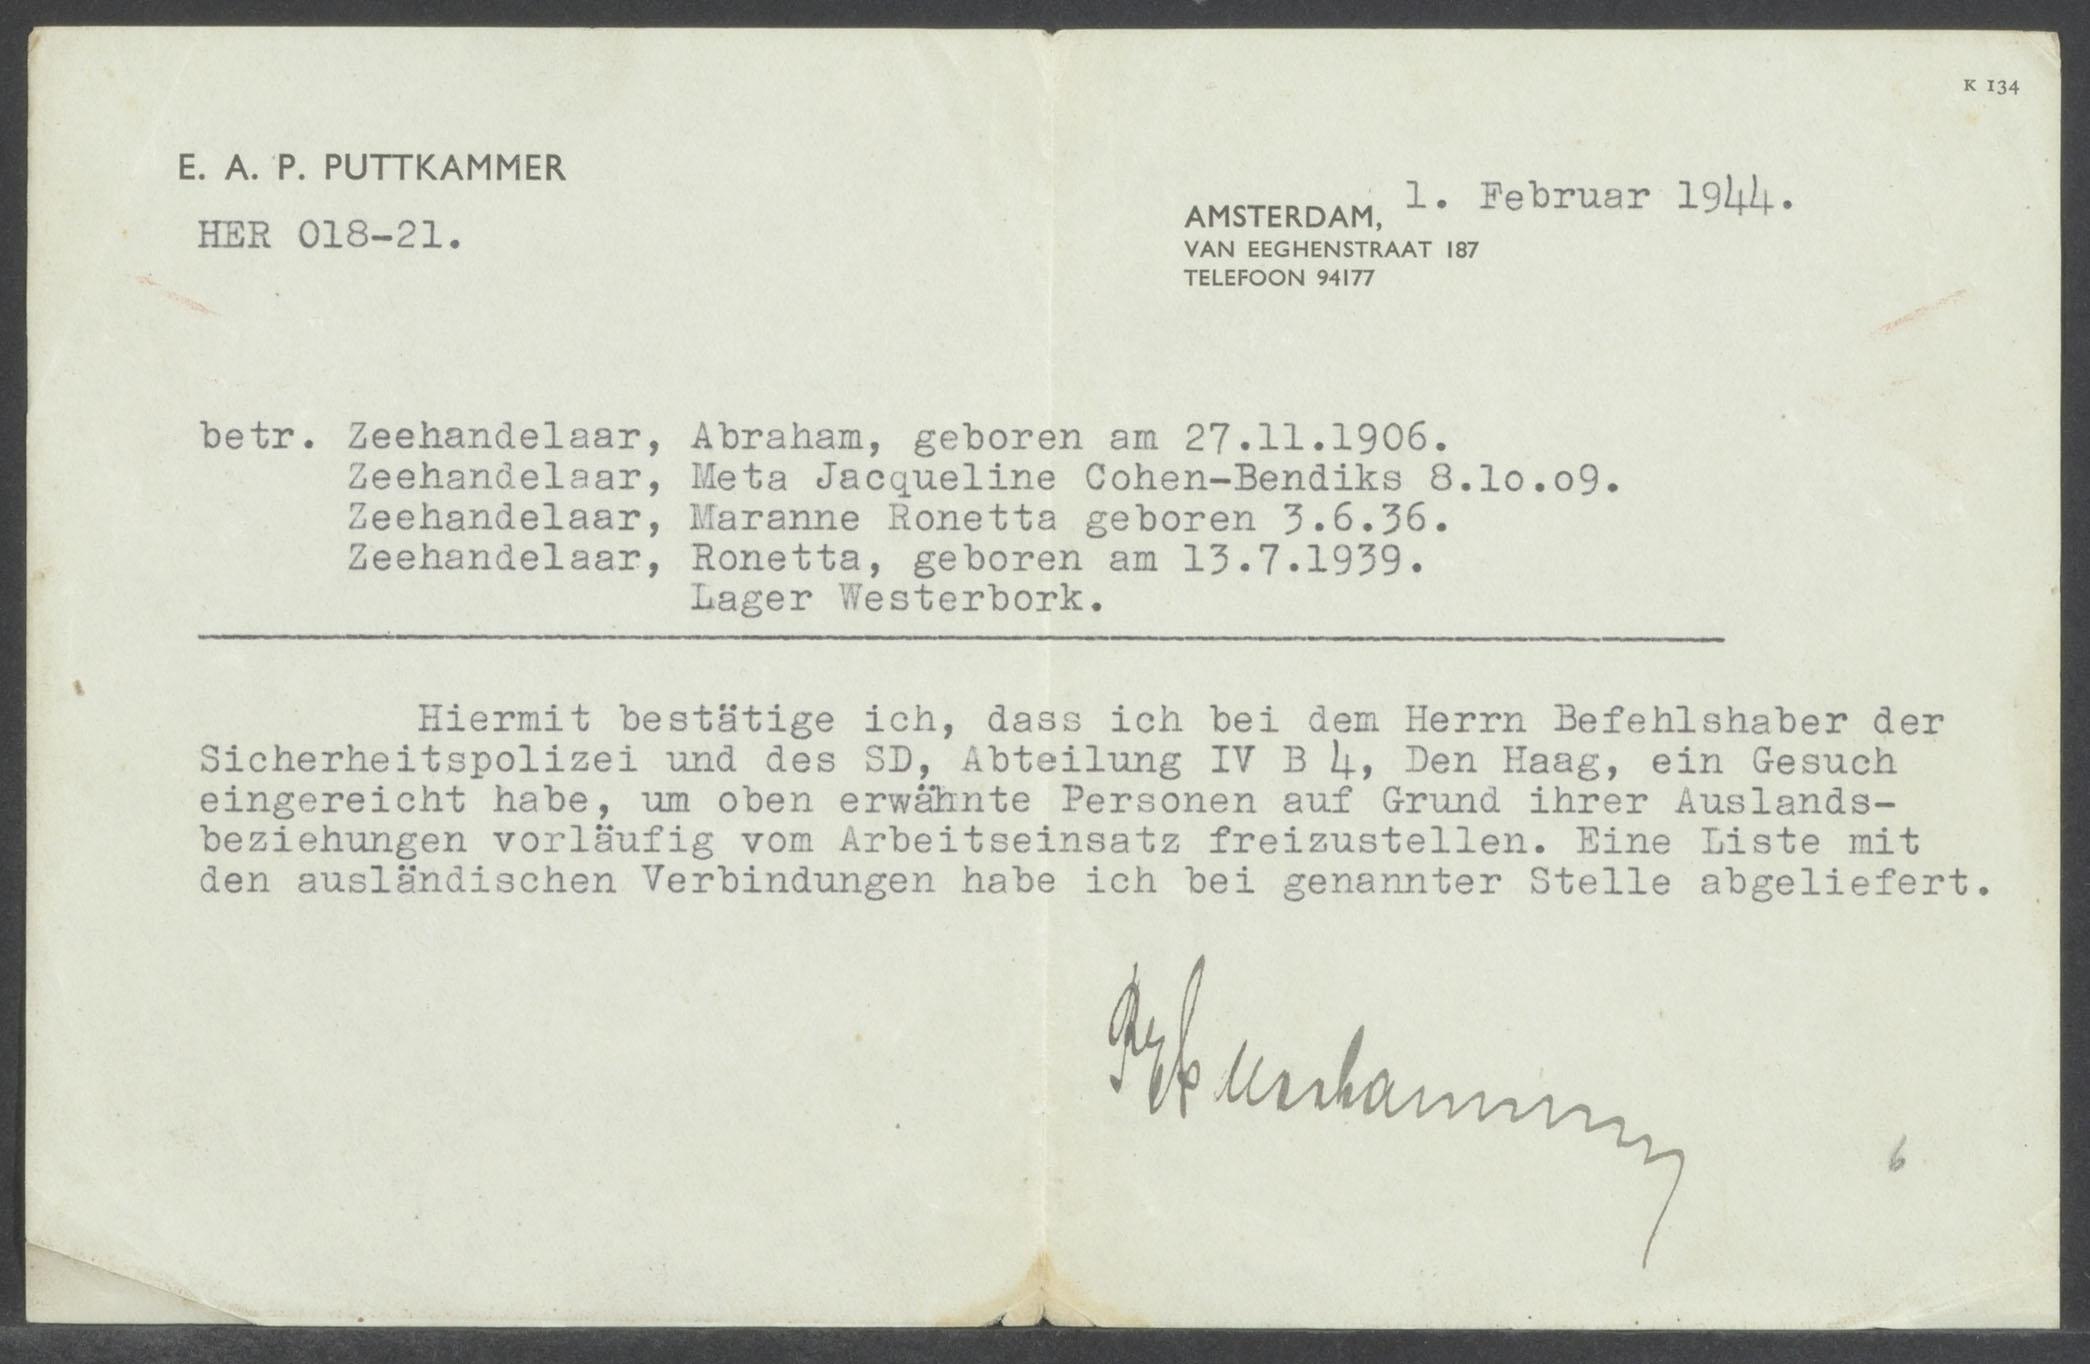 K 134
E. A. P. PUTTKAMMER
HER 018-21.
1. Februar 1944.
AMSTERDAM,
VAN EEGHENSTRAAT 187
TELEFOON 94177
betr. Zeehandelaar, Abraham, geboren am 27.11.1906.
Zeehandelaar, Meta Jacqueline Cohen-Bendiks 8.1o.o9.
Zeehandelaar, Maranne Ronetta geboren 3.6.36.
Zeehandelaar, Ronetta, geboren am 13.7.1939.
Lager Westerbork.
Hiermit bestätige ich, dass ich bei dem Herrn Befehlshaber der
Sicherheitspolizei und des SD, Abteilung IV B 4, Den Haag, ein Gesuch
eingereicht habe, um oben erwähnte Personen auf Grund ihrer Auslands-
beziehungen vorläufig vom Arbeitseinsatz freizustellen. Eine Liste mit
den ausländischen Verbindungen habe ich bei genannter Stelle abgeliefert.
6